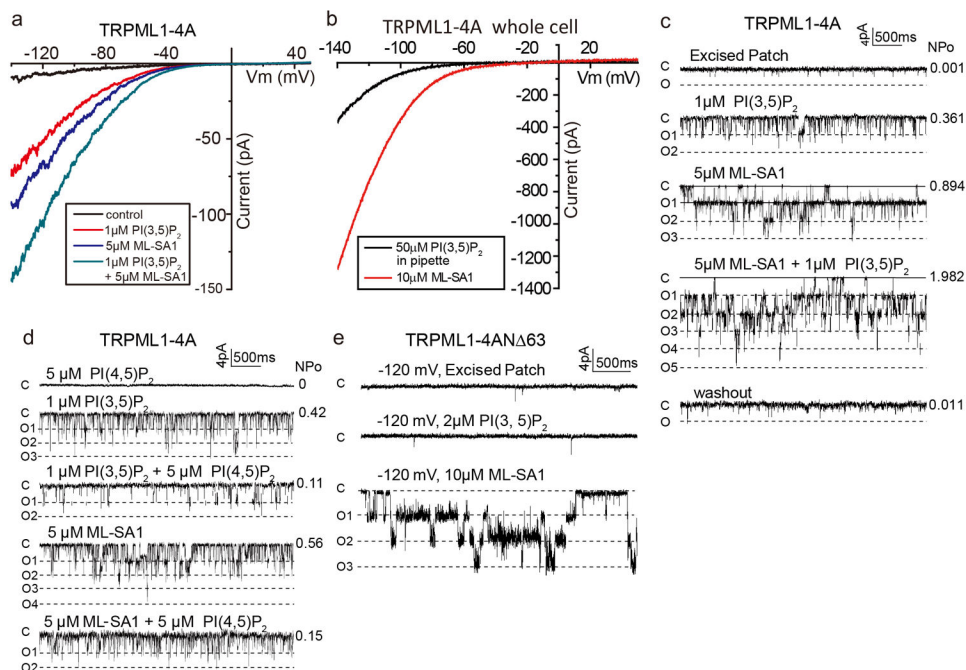 a
TRPML1-4A
-120 -80 -40 0 40
Vm (mV)
-50
-100
-150
Current (pA)
control
1μM PI(3,5)P₂
5μM ML-SA1
1μM PI(3,5)P₂
+ 5μM ML-SA1
b
TRPML1-4A whole cell
-140 -100 -60 -20 20
Vm (mV)
-200
-400
-600
-800
-1000
-1200
-1400
Current (pA)
50μM PI(3,5)P₂
in pipette
10μM ML-SA1
c
TRPML1-4A
4pA 500ms
NPo
Excised Patch
C 0.001
O
1μM PI(3,5)P₂
C 0.361
O1
O2
5μM ML-SA1
C 0.894
O1
O2
O3
5μM ML-SA1 + 1μM PI(3,5)P₂
C 1.982
O1
O2
O3
O4
O5
washout
C 0.011
O
d
TRPML1-4A
4pA 500ms
NPo
5 μM PI(4,5)P₂
C 0
1 μM PI(3,5)P₂
C 0.42
O1
O2
O3
1 μM PI(3,5)P₂ + 5 μM PI(4,5)P₂
C 0.11
O1
O2
5 μM ML-SA1
C 0.56
O1
O2
O3
O4
5 μM ML-SA1 + 5 μM PI(4,5)P₂
C 0.15
O1
O2
e
TRPML1-4ANΔ63
4pA 500ms
-120 mV, Excised Patch
C
-120 mV, 2μM PI(3, 5)P₂
C
-120 mV, 10μM ML-SA1
C
O1
O2
O3